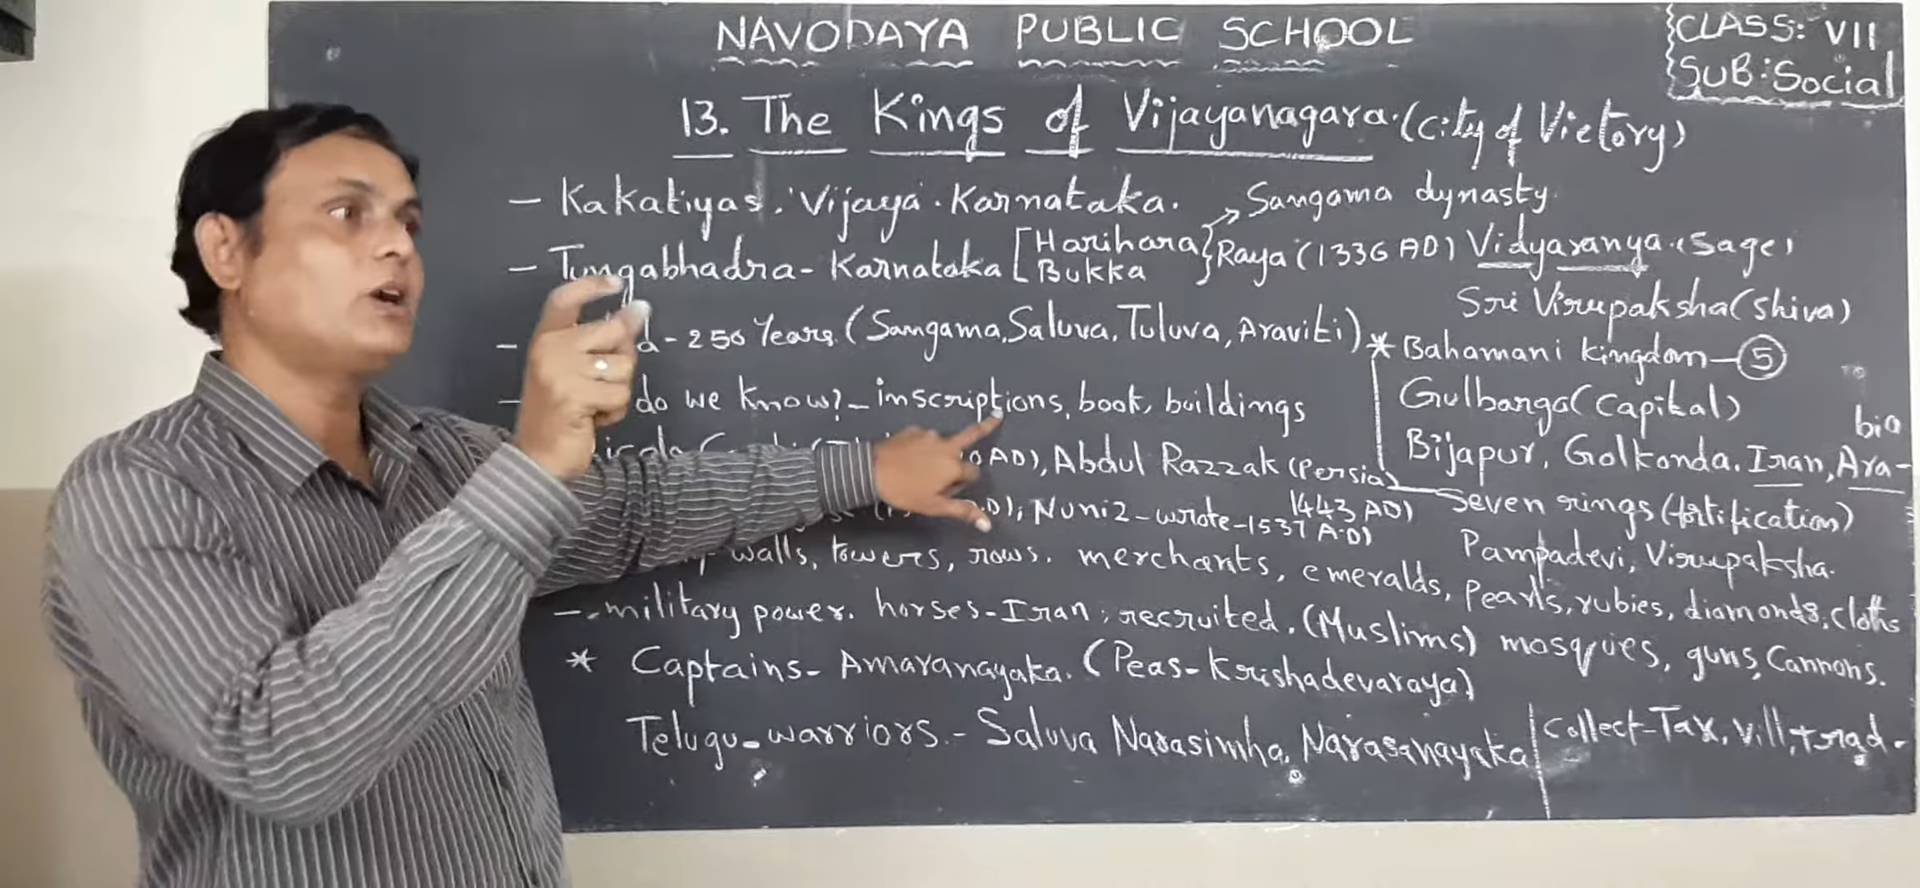 NAVODAYA PUBLIC SCHOOL
CLASS: VII
SUB: Social
13. The Kings of Vijayanagara. (City of Victory)
- Kakatiyas. 'Vijaya'. Karnataka. → Sangama dynasty.
- Tungabhadra - Karnataka [Harihara Bukka} Raya (1336 AD) Vidyaranya. (Sage)
Sri Virupaksha (Shiva)
- 250 Years. (Sangama, Saluva, Tuluva, Araviti)
* Bahamani kingdom - 5
- do we know? - inscriptions, book, buildings
Gulbarga (Capital)
AD), Abdul Razzak (Persia) 1443 AD)
Bijapur, Golkonda. Iran, Ara-bia
Nuniz - wrote - 1537 A.D)
Seven rings (fortification)
Pampadevi, Virupaksha.
walls, towers, rows. merchants, emeralds, Pearls, rubies, diamonds, cloths
- military power. horses - Iran, recruited. (Muslims) mosques, guns, Cannons.
* Captains - Amaranayaka. (Peas - Krishadevaraya)
Telugu - warriors. - Saluva Narasimha, Narasanayaka
Collect - Tax, vill, trad.